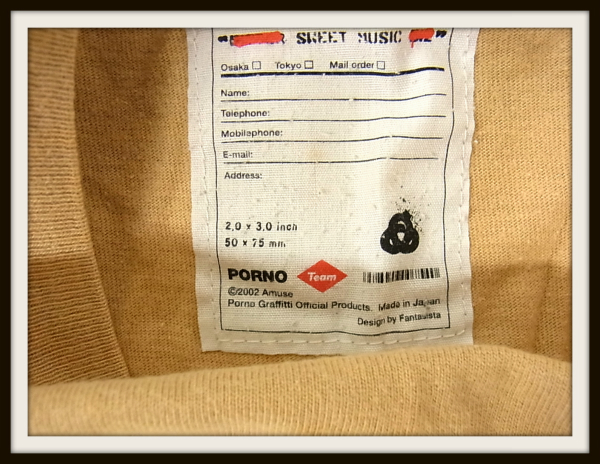 SWEET MUSIC
Osaka Tokyo Mail order
Name:
Telephone:
Mobilephone:
E-mail:
Address:
2.0 × 3.0 inch
50 × 75 mm
PORNO Team
©2002 Amuse
Porno Graffitti Official Products. Made in Japan
Design by Fantasista